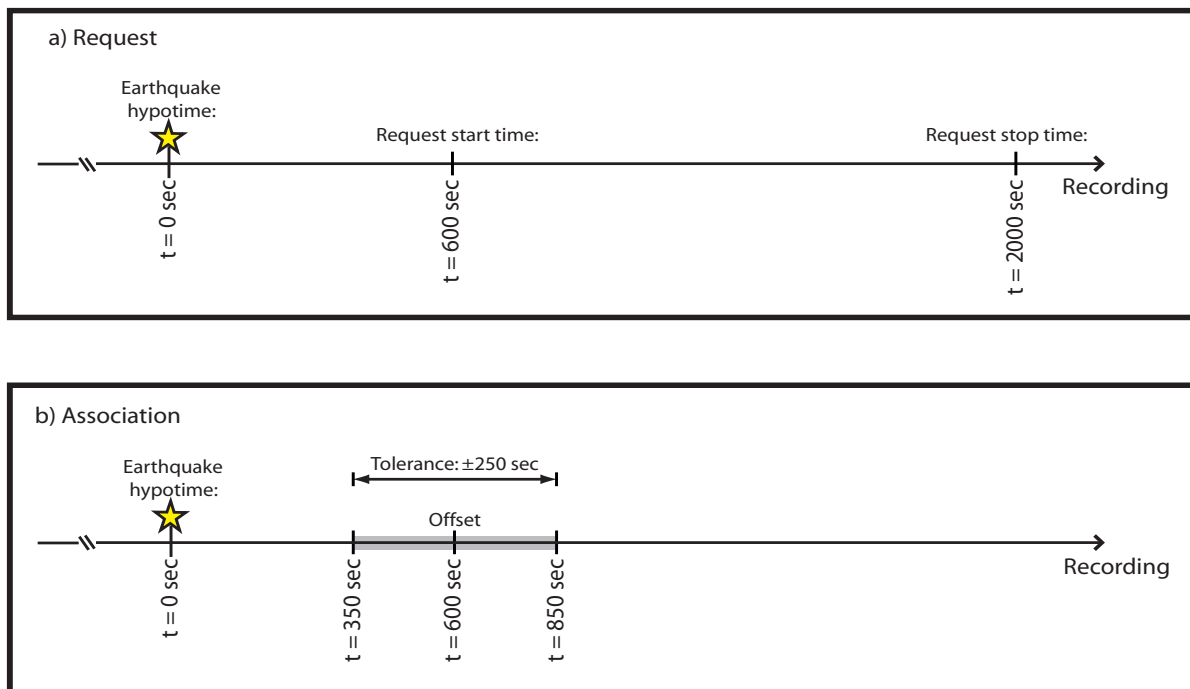 a) Request
Earthquake
hypotime:
Request start time:
Request stop time:
Recording
t = 0 sec
t = 600 sec
t = 2000 sec
b) Association
Earthquake
hypotime:
Tolerance: ±250 sec
Offset
Recording
t = 0 sec
t = 350 sec
t = 600 sec
t = 850 sec